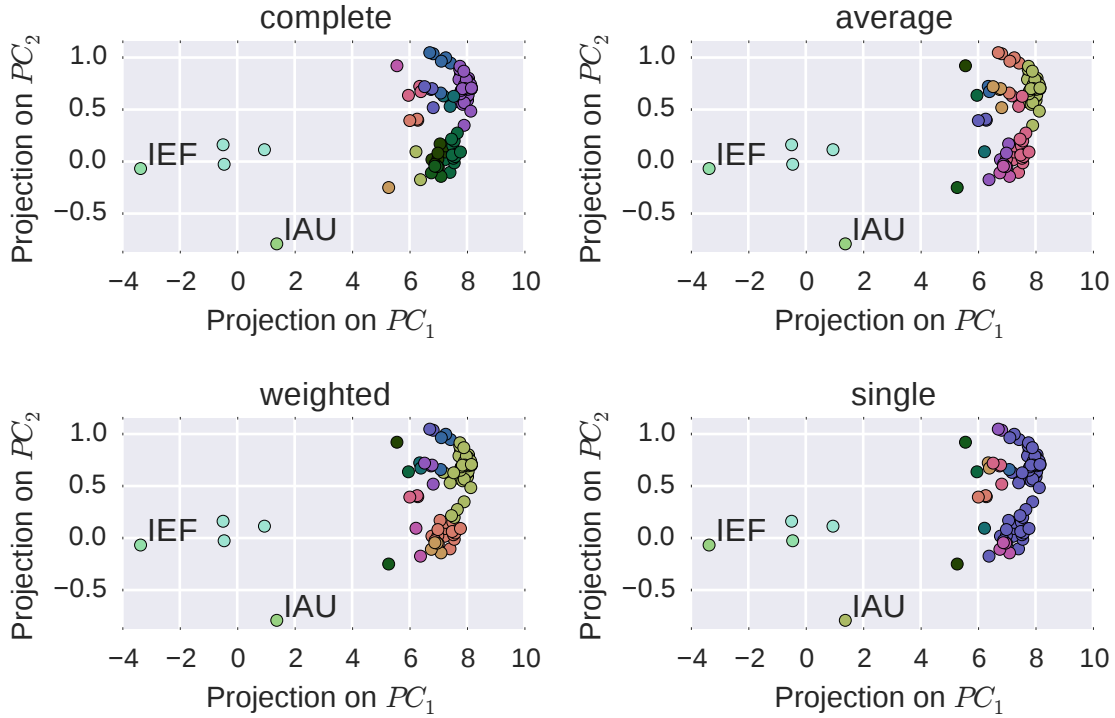 complete
Projection on PC₂
1.0
0.5
0.0
−0.5
IEF
IAU
−4 −2 0 2 4 6 8 10
Projection on PC₁
average
Projection on PC₂
1.0
0.5
0.0
−0.5
IEF
IAU
−4 −2 0 2 4 6 8 10
Projection on PC₁
weighted
Projection on PC₂
1.0
0.5
0.0
−0.5
IEF
IAU
−4 −2 0 2 4 6 8 10
Projection on PC₁
single
Projection on PC₂
1.0
0.5
0.0
−0.5
IEF
IAU
−4 −2 0 2 4 6 8 10
Projection on PC₁